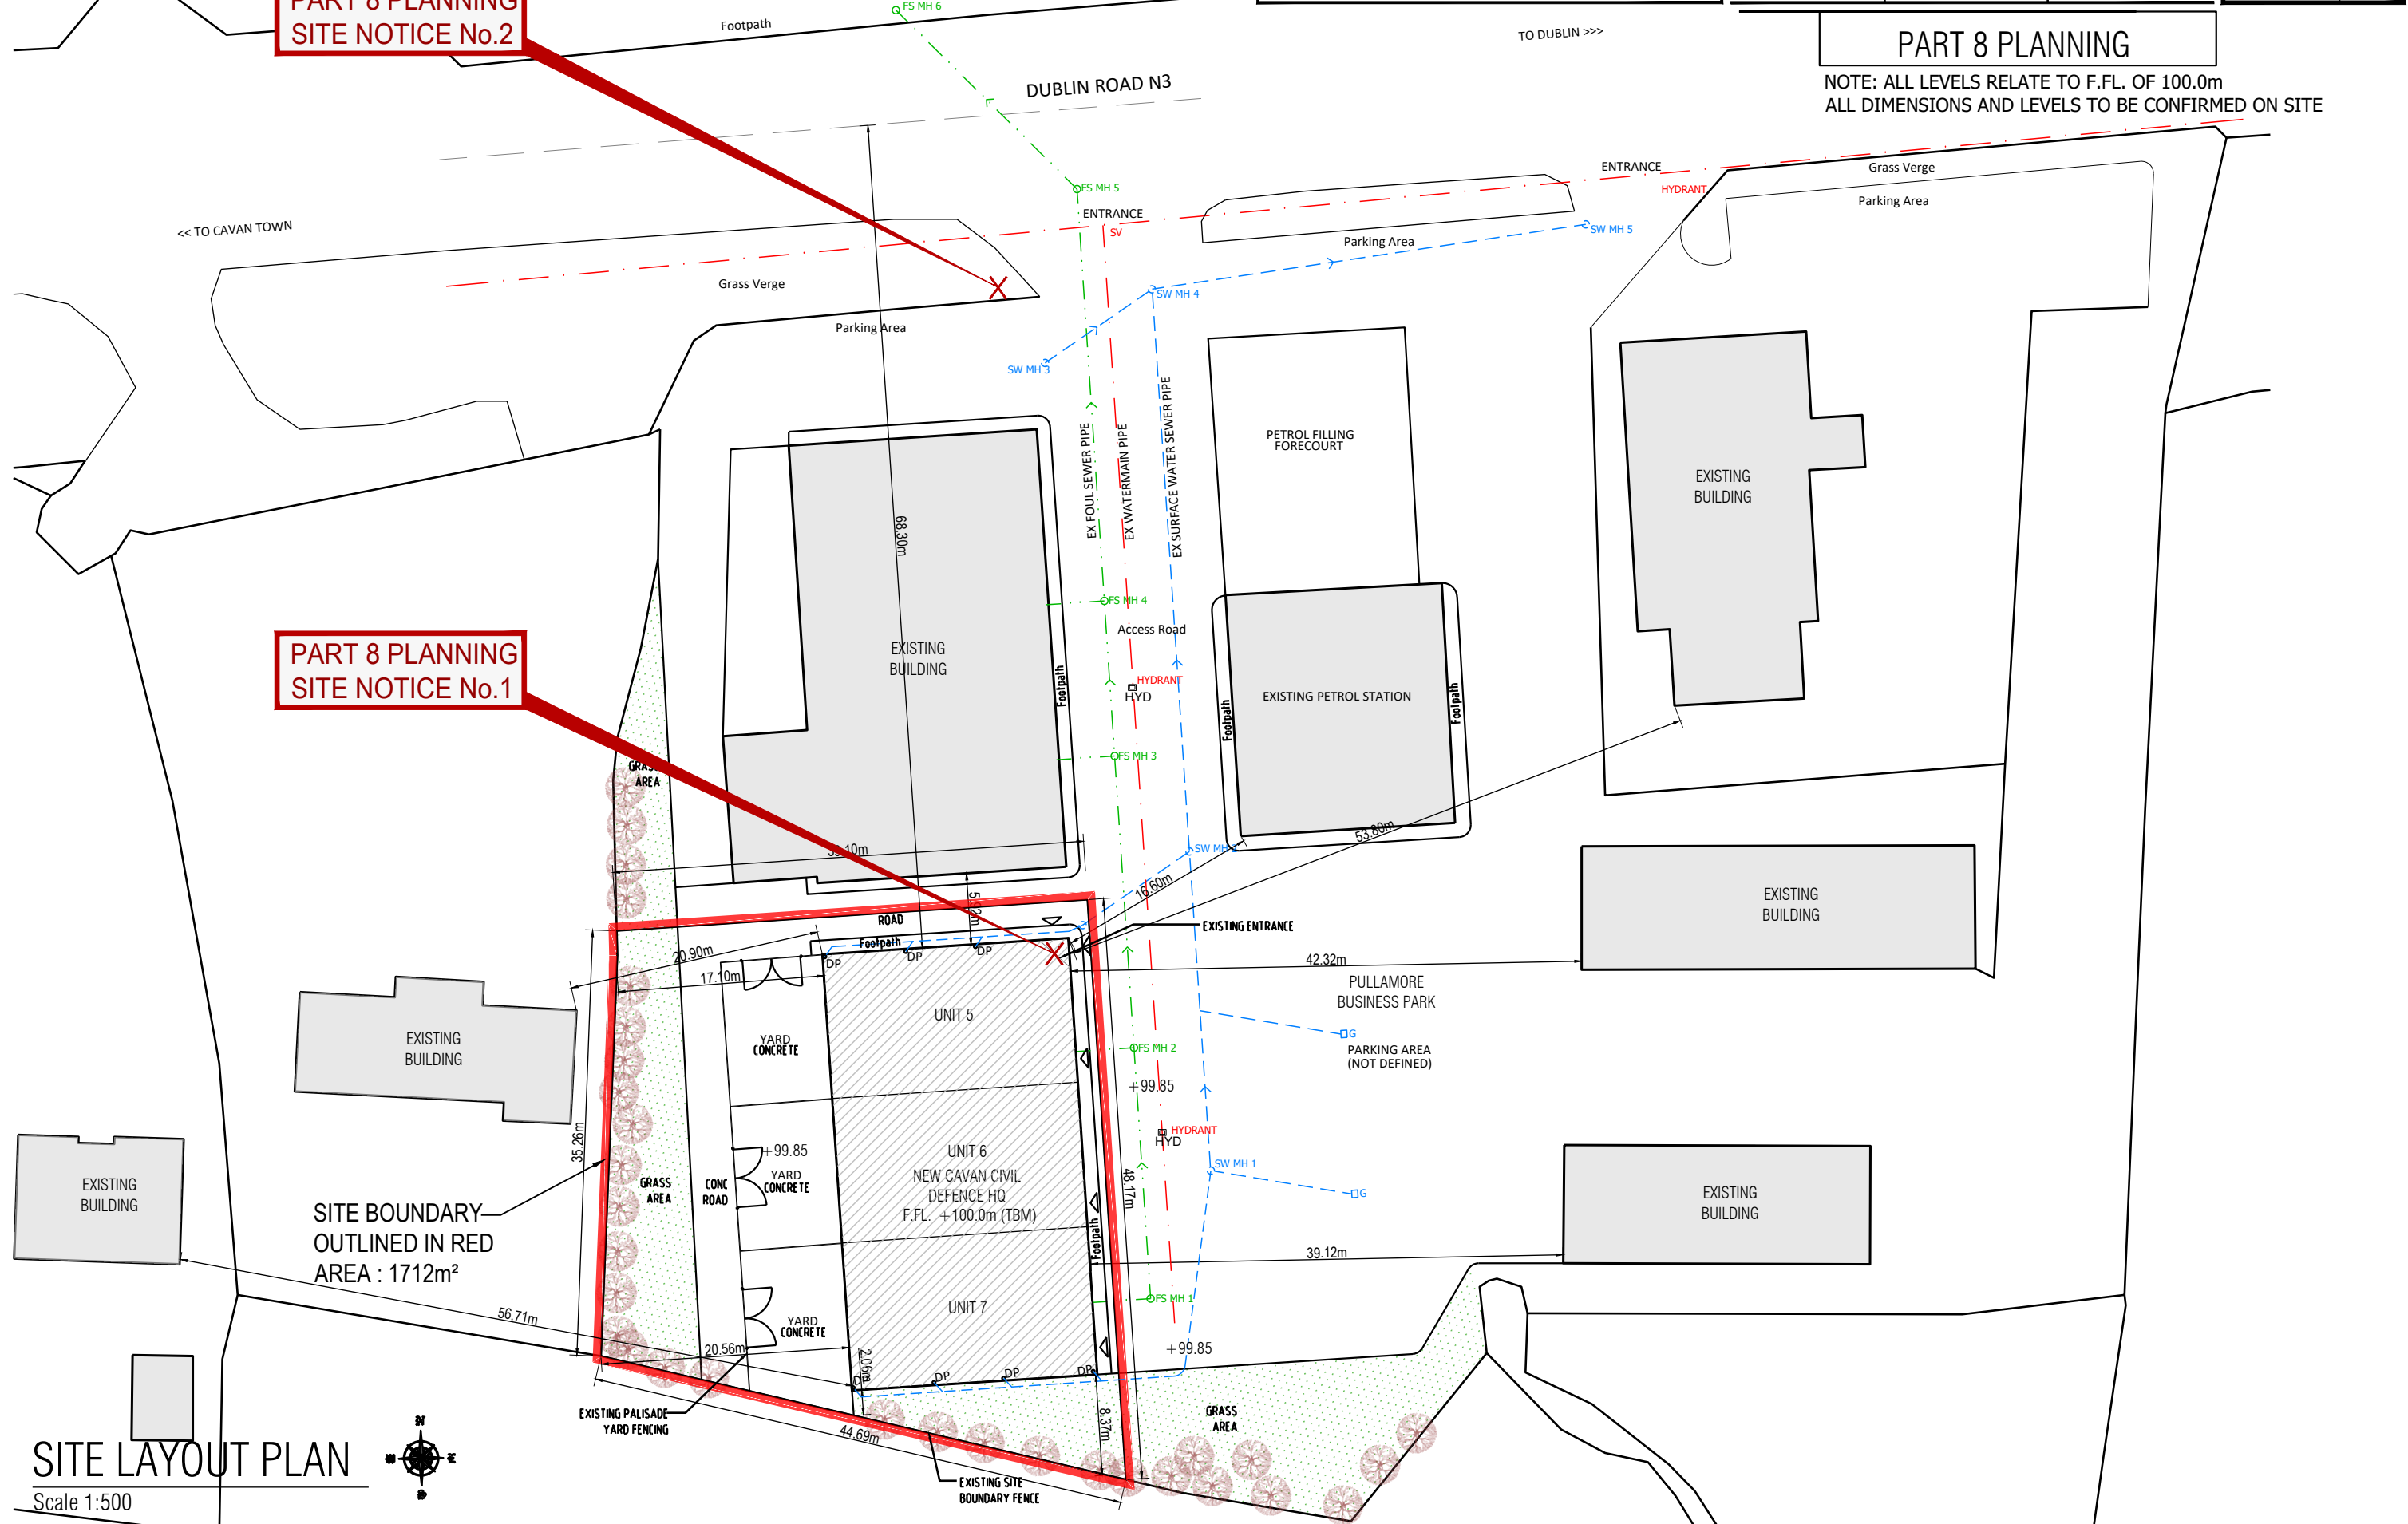 PART 8 PLANNING
SITE NOTICE No.2
FS MH 6
Footpath
TO DUBLIN >>>
PART 8 PLANNING
NOTE: ALL LEVELS RELATE TO F.FL. OF 100.0m
ALL DIMENSIONS AND LEVELS TO BE CONFIRMED ON SITE
DUBLIN ROAD N3
FS MH 5
ENTRANCE
SV
ENTRANCE
HYDRANT
Grass Verge
Parking Area
<< TO CAVAN TOWN
Grass Verge
Parking Area
Parking Area
SW MH 5
SW MH 4
SW MH 3
EX FOUL SEWER PIPE
EX WATERMAIN PIPE
EX SURFACE WATER SEWER PIPE
PETROL FILLING
FORECOURT
EXISTING
BUILDING
68.30m
FS MH 4
Access Road
EXISTING
BUILDING
Footpath
HYDRANT
HYD
Footpath
EXISTING PETROL STATION
Footpath
PART 8 PLANNING
SITE NOTICE No.1
FS MH 3
AREA
53.80m
SW MH
16.60m
EXISTING
BUILDING
ROAD
Footpath
EXISTING ENTRANCE
DP
DP
DP
20.90m
17.10m
42.32m
PULLAMORE
BUSINESS PARK
UNIT 5
EXISTING
BUILDING
YARD
CONCRETE
FS MH 2
G
PARKING AREA
(NOT DEFINED)
+99.85
35.26m
+99.85
YARD
CONCRETE
UNIT 6
NEW CAVAN CIVIL
DEFENCE HQ
F.FL. +100.0m (TBM)
HYDRANT
HYD
SW MH 1
G
48.17m
Footpath
EXISTING
BUILDING
GRASS
AREA
CONC
ROAD
EXISTING
BUILDING
SITE BOUNDARY
OUTLINED IN RED
AREA : 1712m²
39.12m
56.71m
UNIT 7
FS MH 1
YARD
CONCRETE
20.56m
2.06m
+99.85
DP
DP
DP
DP
EXISTING PALISADE
YARD FENCING
44.69m
8.37m
GRASS
AREA
EXISTING SITE
BOUNDARY FENCE
SITE LAYOUT PLAN
Scale 1:500
N